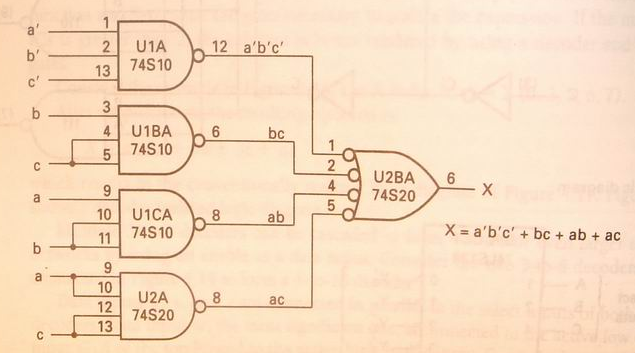 a' 1
b' 2
c' 13
U1A
74S10
12 a'b'c'
b 3
4
c 5
U1BA
74S10
6 bc
a 9
10
b 11
U1CA
74S10
8 ab
a 9
10
12
c 13
U2A
74S20
8 ac
1
2
4
5
U2BA
74S20
6 X
X = a'b'c' + bc + ab + ac